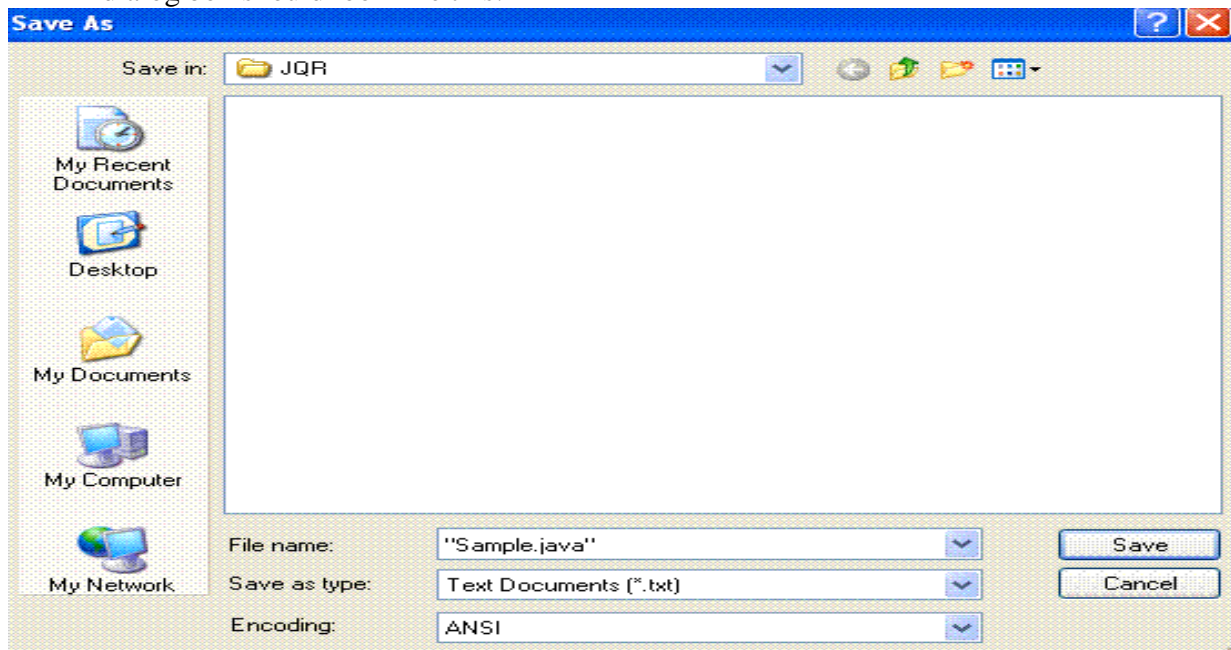 Save As
Save in: JQR
My Recent
Documents
Desktop
My Documents
My Computer
My Network
File name: "Sample.java" Save
Save as type: Text Documents (*.txt) Cancel
Encoding: ANSI